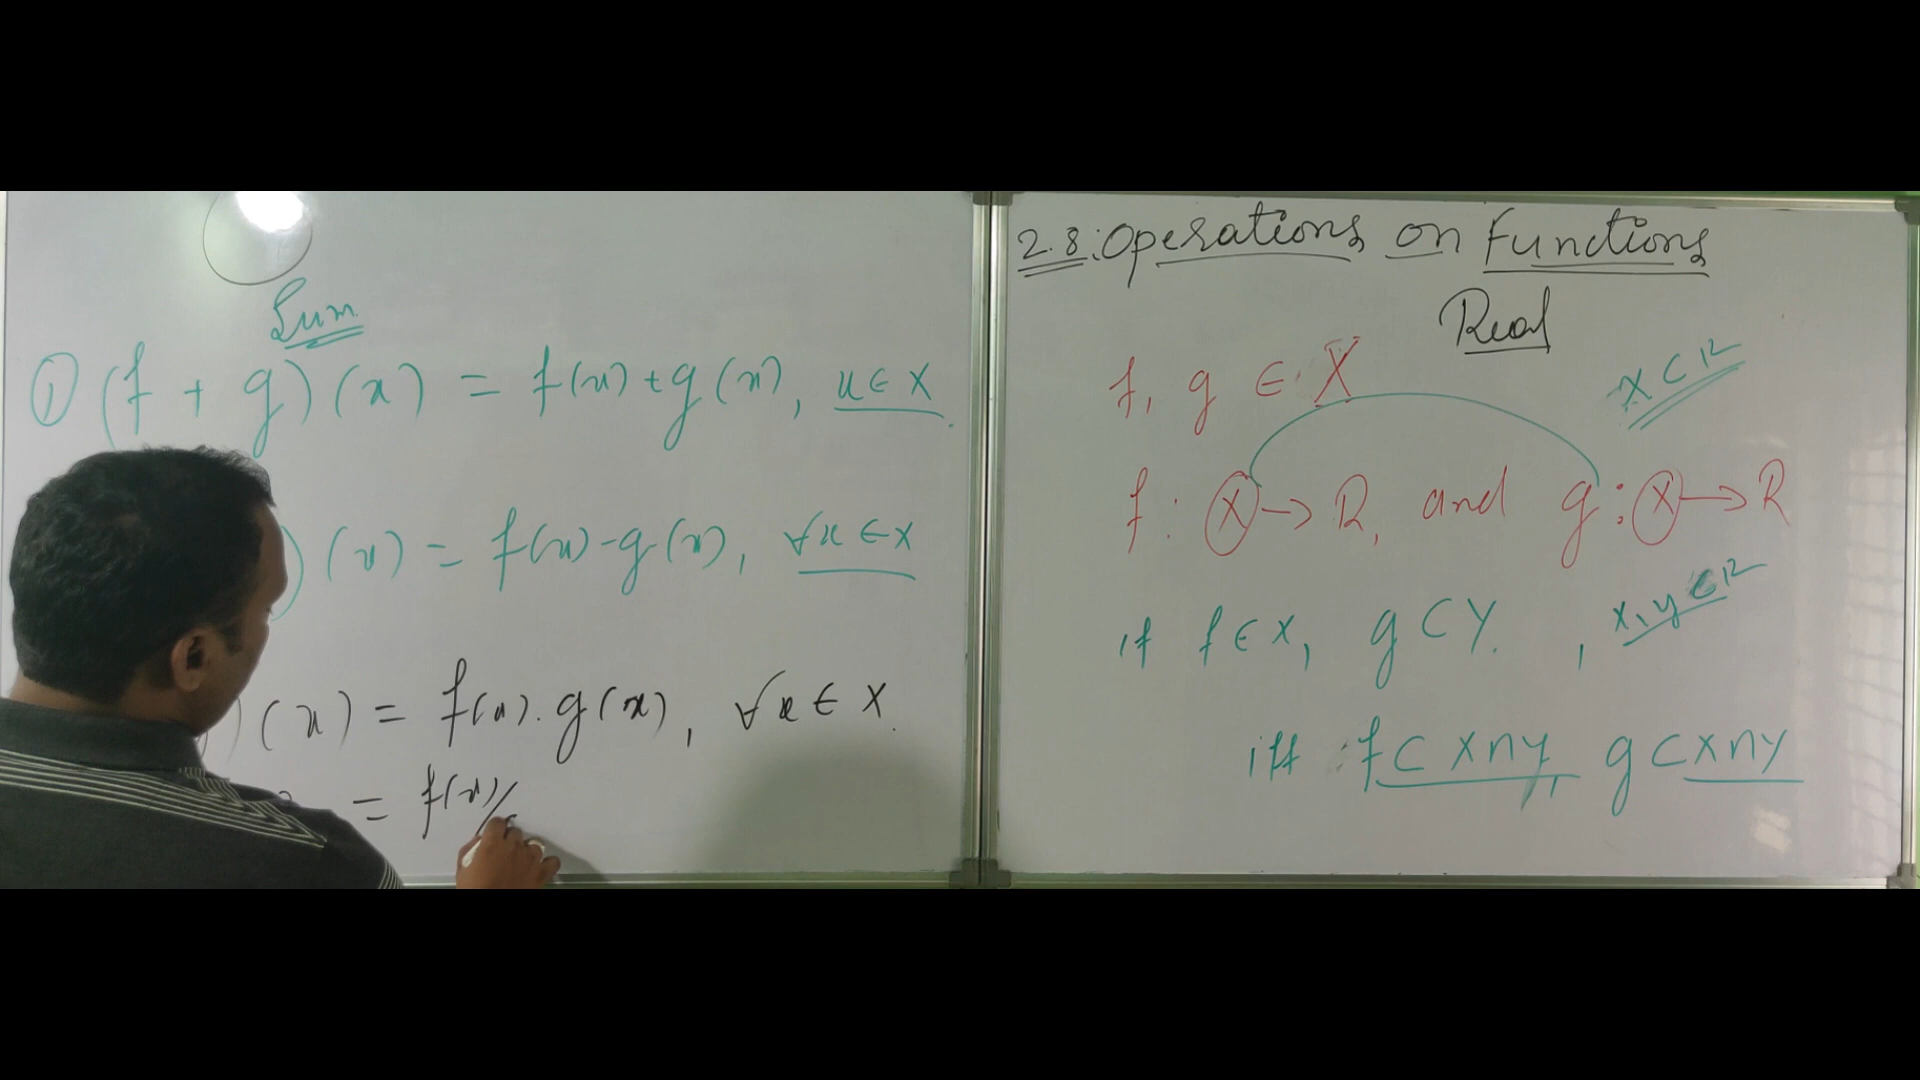 Sum
① (f + g)(x) = f(x) + g(x), x ∈ X.
)(x) = f(x) - g(x), ∀x ∈ X
)(x) = f(x) . g(x), ∀x ∈ X.
= f(x)/
2.8: Operations on Functions
Real
f, g ∈ X
X ⊂ R
f : X → R, and g : X → R
if f ∈ X, g ⊂ Y. , X, Y ⊂ R
iff f ⊂ X ∩ Y, g ⊂ X ∩ Y